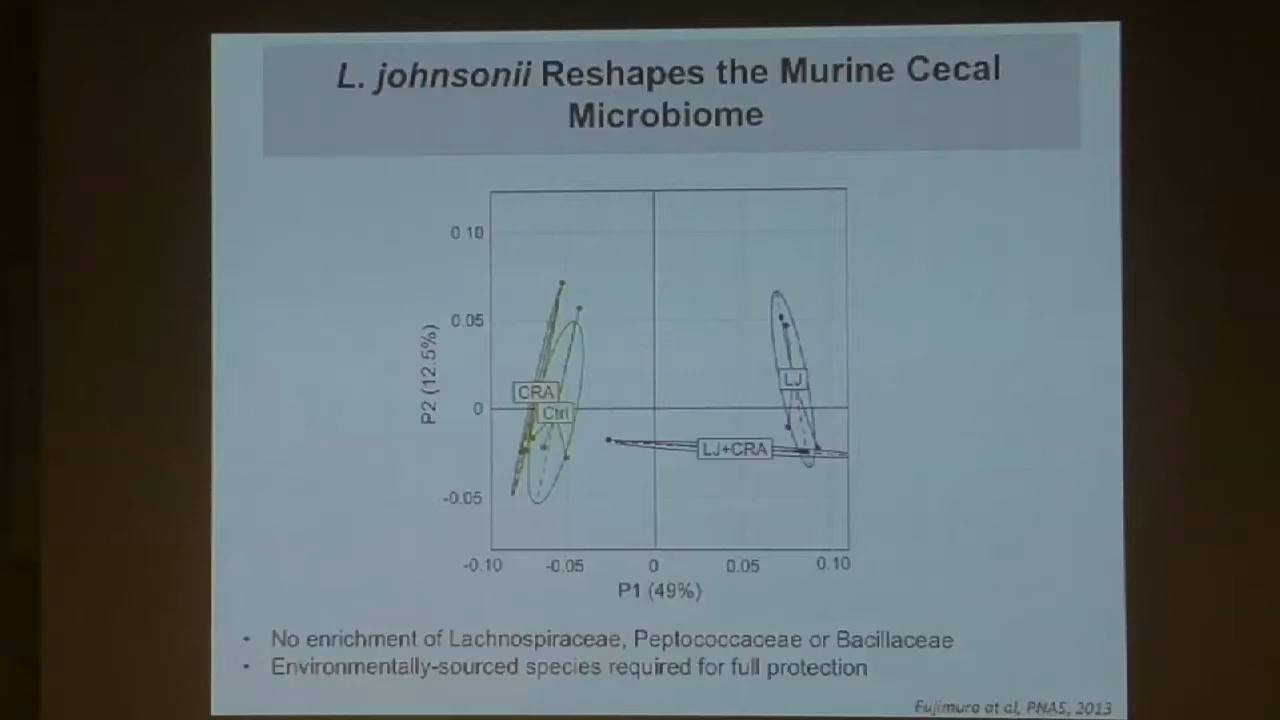 L. johnsonii Reshapes the Murine Cecal
Microbiome
0.10
0.05
0
-0.05
P2 (12.5%)
CRA
Ctrl
LJ
LJ+CRA
-0.10 -0.05 0 0.05 0.10
P1 (49%)
• No enrichment of Lachnospiraceae, Peptococcaceae or Bacillaceae
• Environmentally-sourced species required for full protection
Fujimura et al, PNAS, 2013